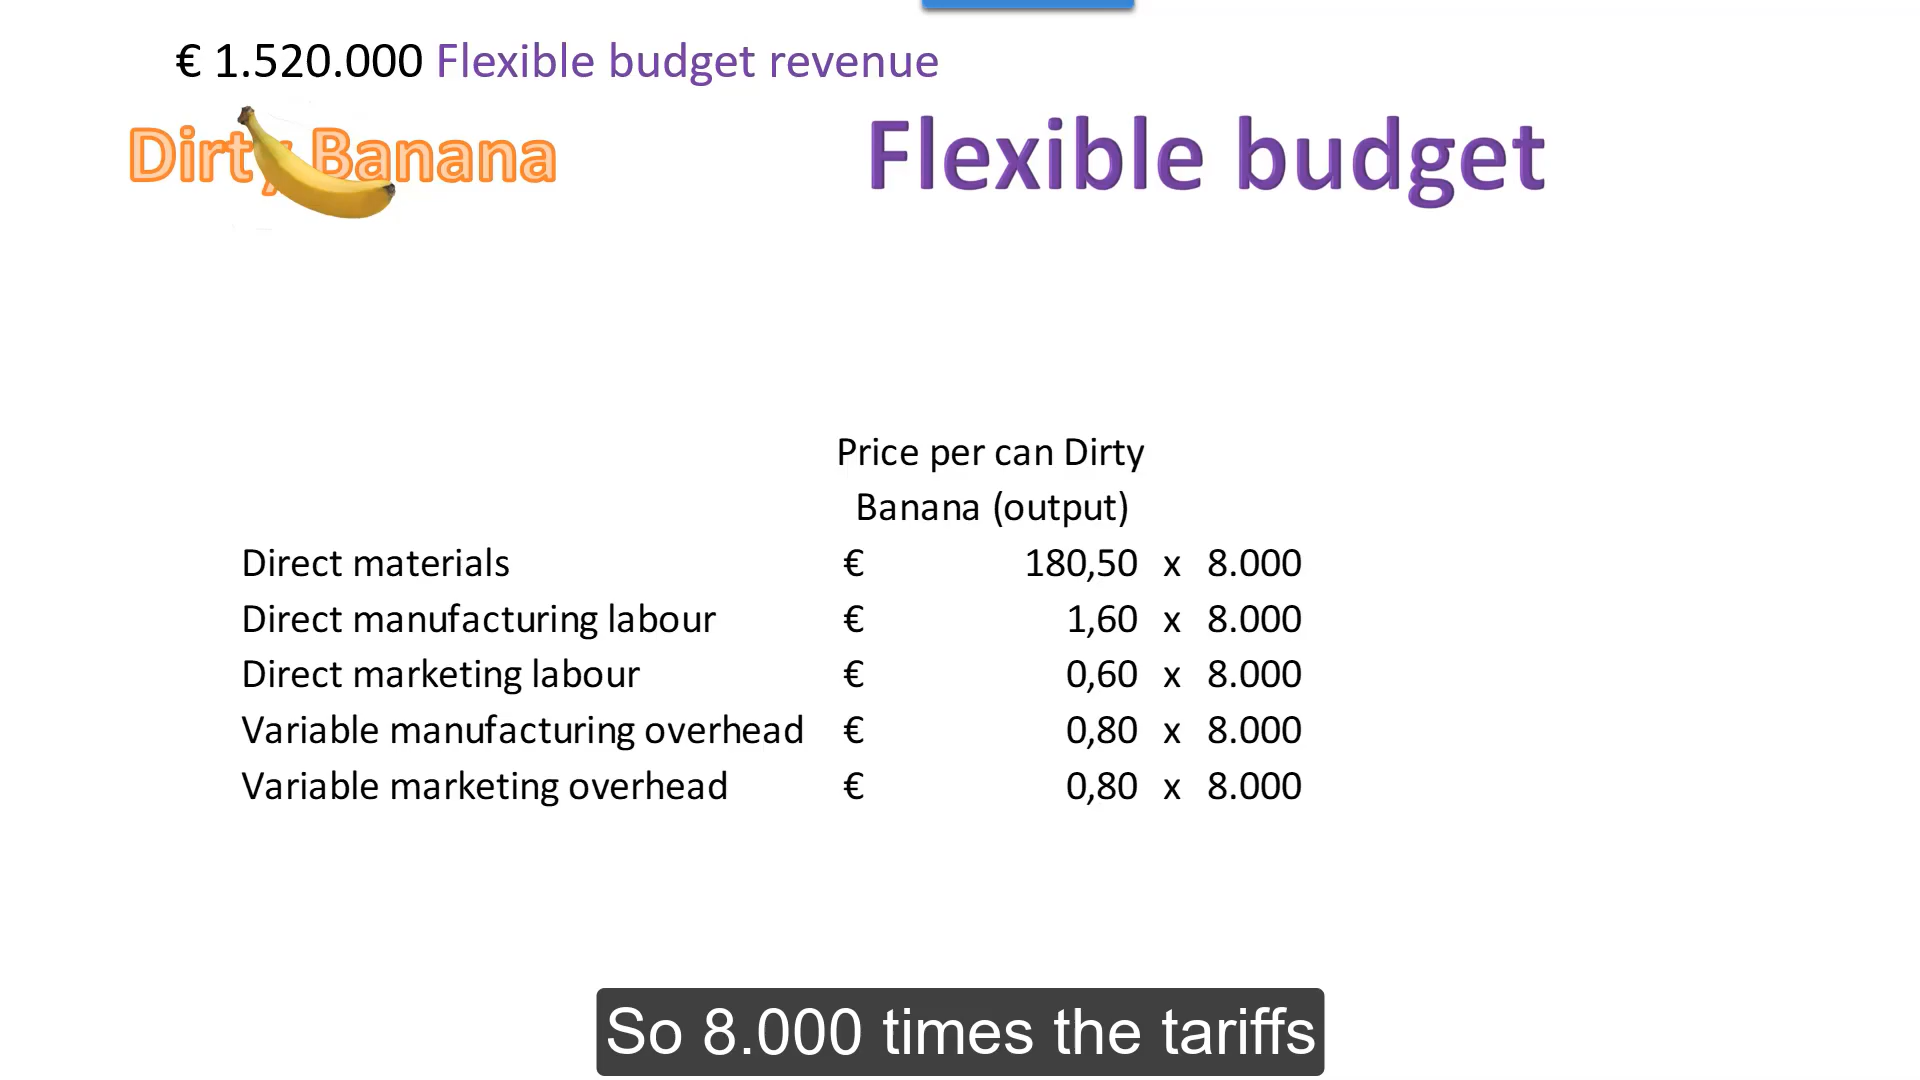 € 1.520.000 Flexible budget revenue
Dirty Banana
Flexible budget
Price per can Dirty
Banana (output)
Direct materials € 180,50 x 8.000
Direct manufacturing labour € 1,60 x 8.000
Direct marketing labour € 0,60 x 8.000
Variable manufacturing overhead € 0,80 x 8.000
Variable marketing overhead € 0,80 x 8.000
So 8.000 times the tariffs